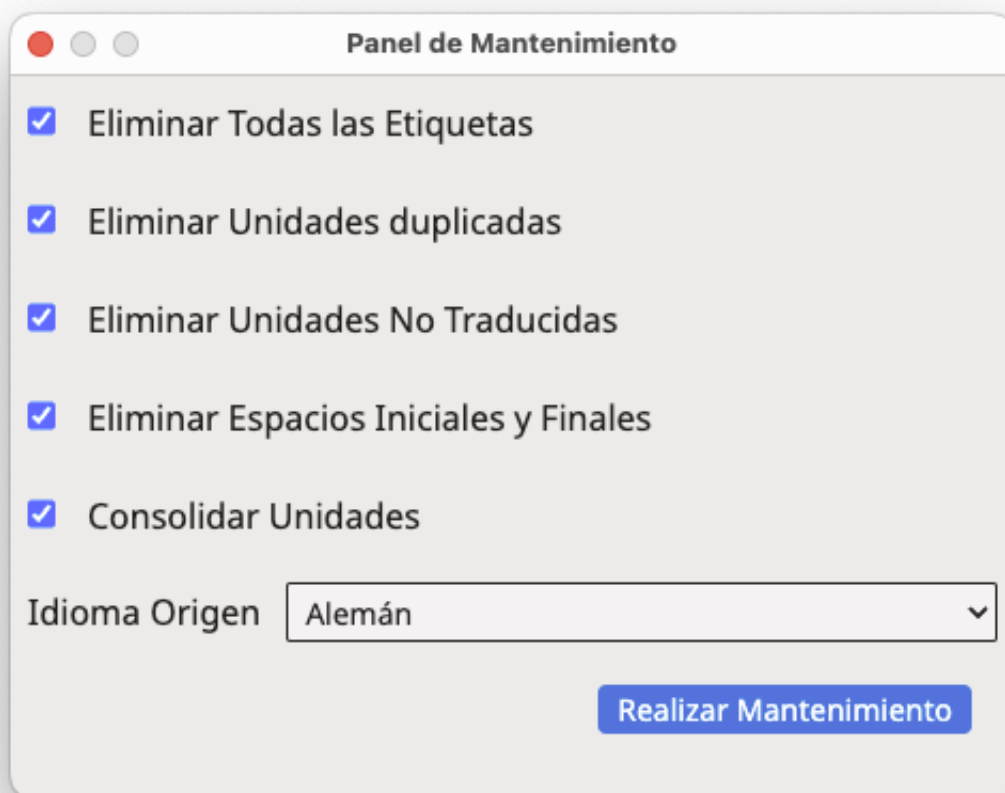 Panel de Mantenimiento
Eliminar Todas las Etiquetas
Eliminar Unidades duplicadas
Eliminar Unidades No Traducidas
Eliminar Espacios Iniciales y Finales
Consolidar Unidades
Idioma Origen Alemán
Realizar Mantenimiento